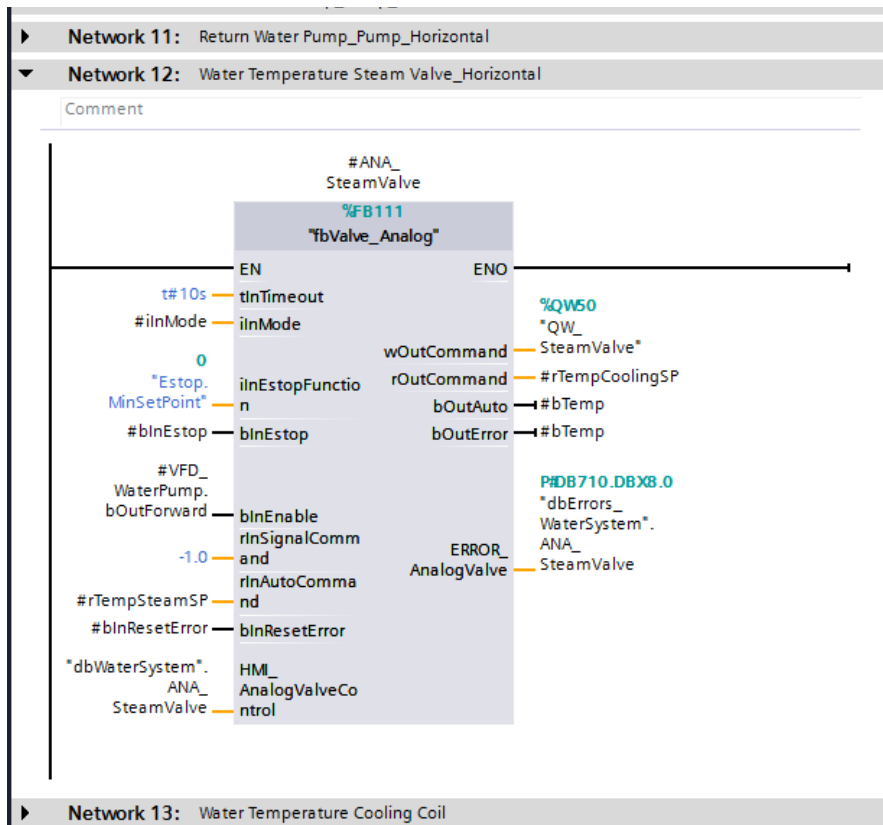 Network 11: Return Water Pump_Pump_Horizontal
Network 12: Water Temperature Steam Valve_Horizontal
Comment
#ANA_
SteamValve
%FB111
"fbValve_Analog"
EN
ENO
t#10s
tInTimeout
#iInMode
iInMode
%QW50
"QW_
SteamValve"
wOutCommand
0
"Estop.
MinSetPoint"
iInEstopFunctio
n
rOutCommand
#rTempCoolingSP
bOutAuto
#bTemp
#bInEstop
bInEstop
bOutError
#bTemp
#VFD_
WaterPump.
bOutForward
bInEnable
P#DB710.DBX8.0
"dbErrors_
WaterSystem".
ANA_
SteamValve
-1.0
rInSignalComm
and
ERROR_
AnalogValve
#rTempSteamSP
rInAutoComma
nd
#bInResetError
bInResetError
"dbWaterSystem".
ANA_
SteamValve
HMI_
AnalogValveCo
ntrol
Network 13: Water Temperature Cooling Coil